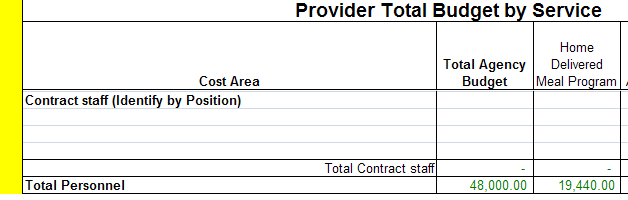 Provider Total Budget by Service
Home
Total Agency Delivered
Cost Area Budget Meal Program
Contract staff (Identify by Position)
Total Contract staff - -
Total Personnel 48,000.00 19,440.00